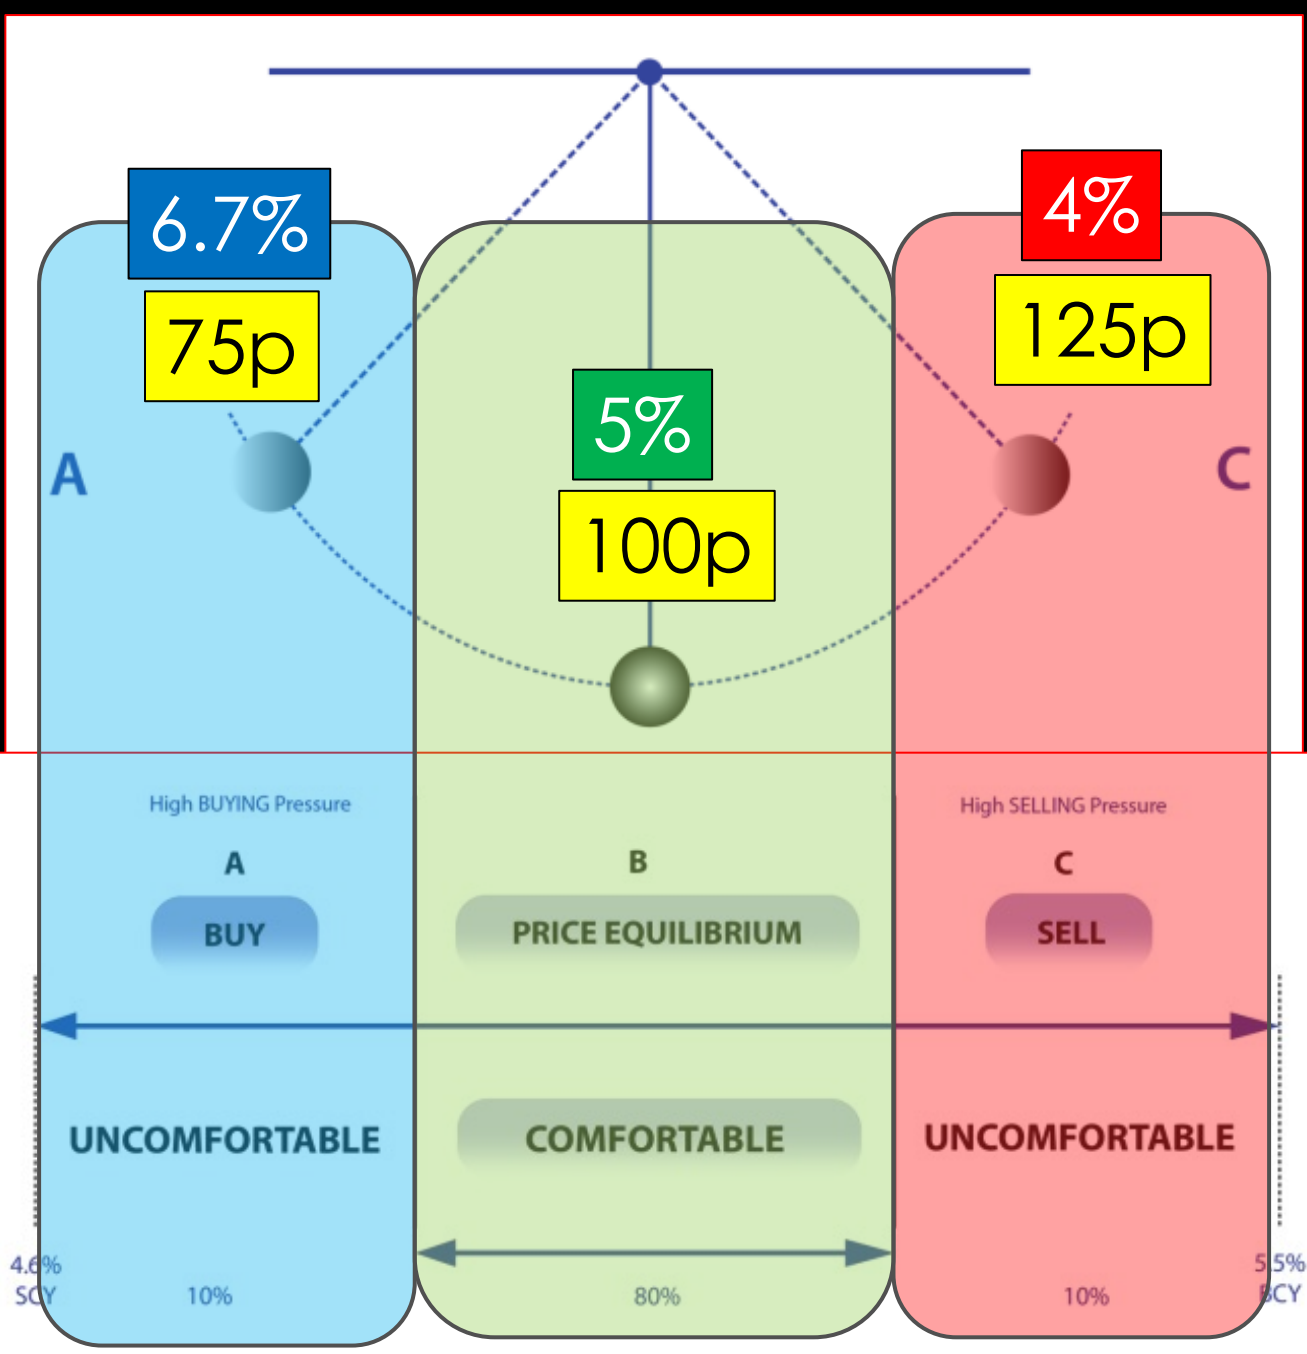 6.7%
75p
4%
125p
5%
100p
A
C
High BUYING Pressure
High SELLING Pressure
A
B
C
BUY
PRICE EQUILIBRIUM
SELL
UNCOMFORTABLE
COMFORTABLE
UNCOMFORTABLE
4.6%
SCY
10%
80%
10%
5.5%
BCY